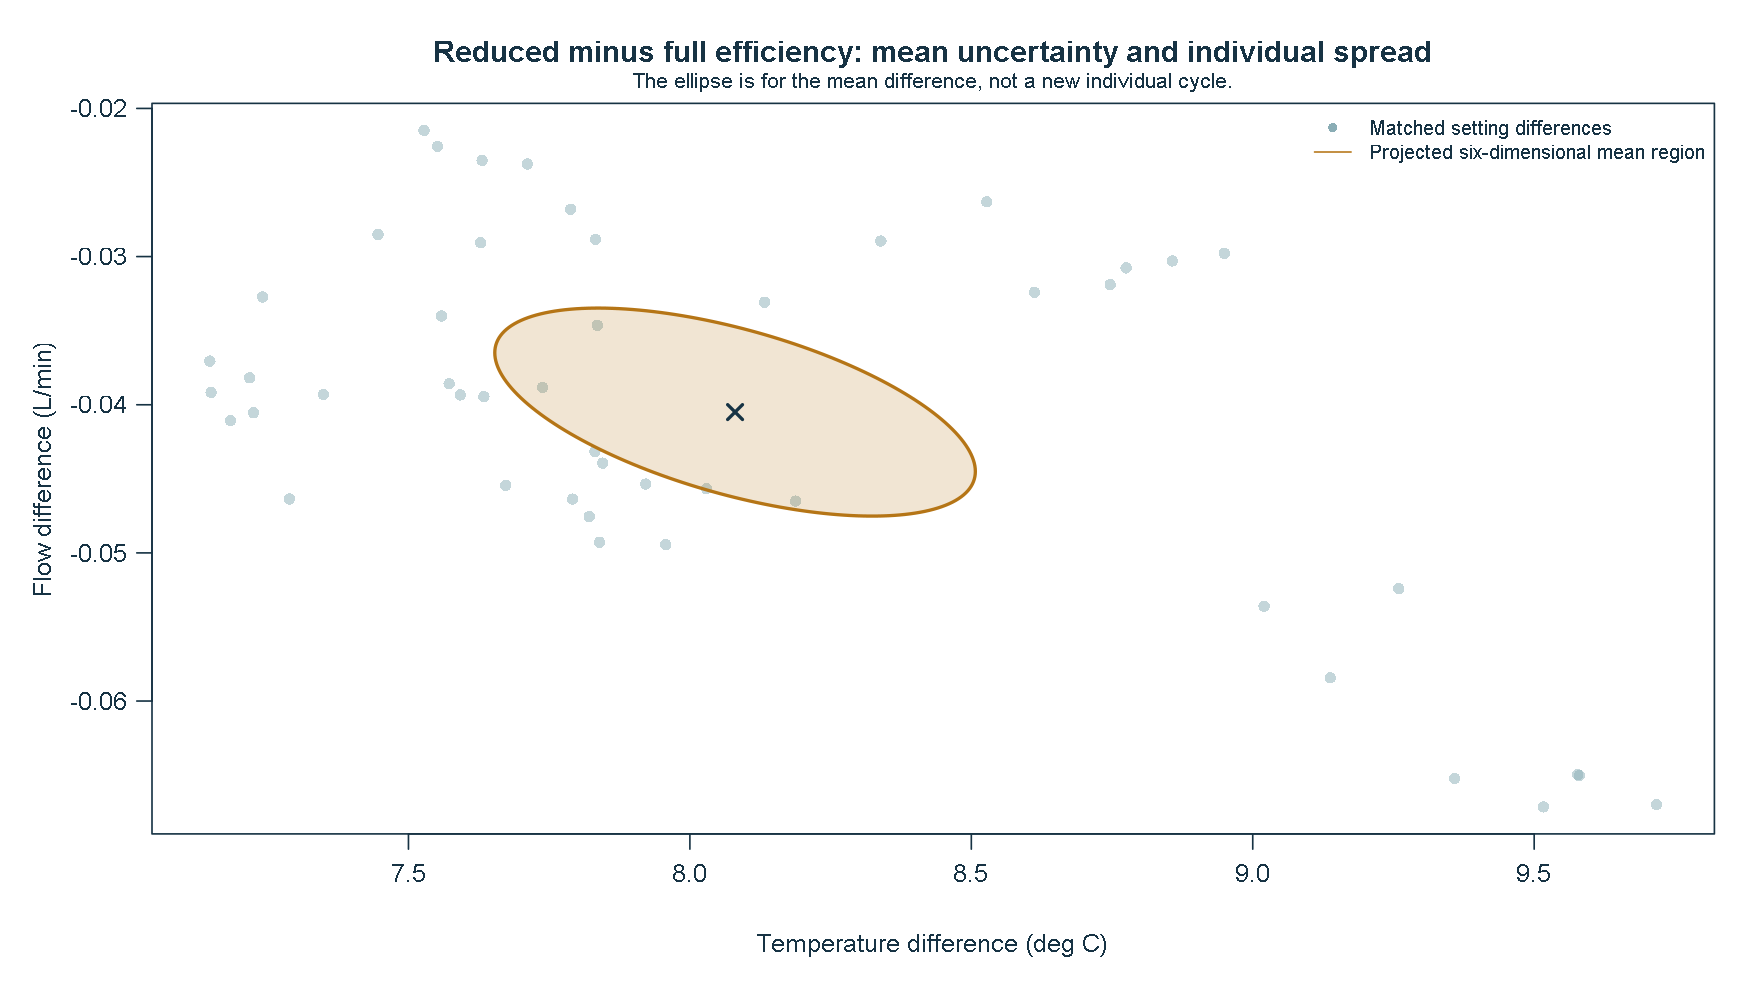 Reduced minus full efficiency: mean uncertainty and individual spread
The ellipse is for the mean difference, not a new individual cycle.
Matched setting differences
Projected six-dimensional mean region
Flow difference (L/min)
-0.02
-0.03
-0.04
-0.05
-0.06
7.5 8.0 8.5 9.0 9.5
Temperature difference (deg C)